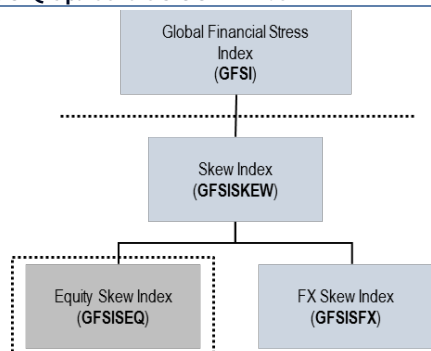 Global Financial Stress
Index
(GFSI)
Skew Index
(GFSISKEW)
Equity Skew Index
(GFSISEQ)
FX Skew Index
(GFSISFX)